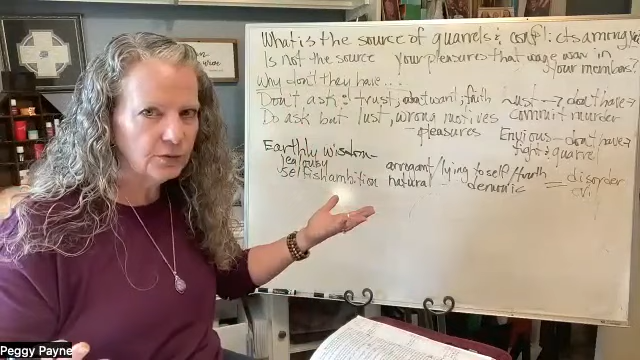 What is the source of quarrels & conflicts among you
Is not the source your pleasures that wage war in
your members?
Why don't they have...
Don't ask: trust, want, faith Lust → don't have?
Do ask but lust, wrong motives commit murder
- pleasures Envious - don't have?
fight & quarrel
Earthly wisdom -
jealousy arrogant/lying to self/truth disorder
selfish ambition natural demonic = evil
Peggy Payne